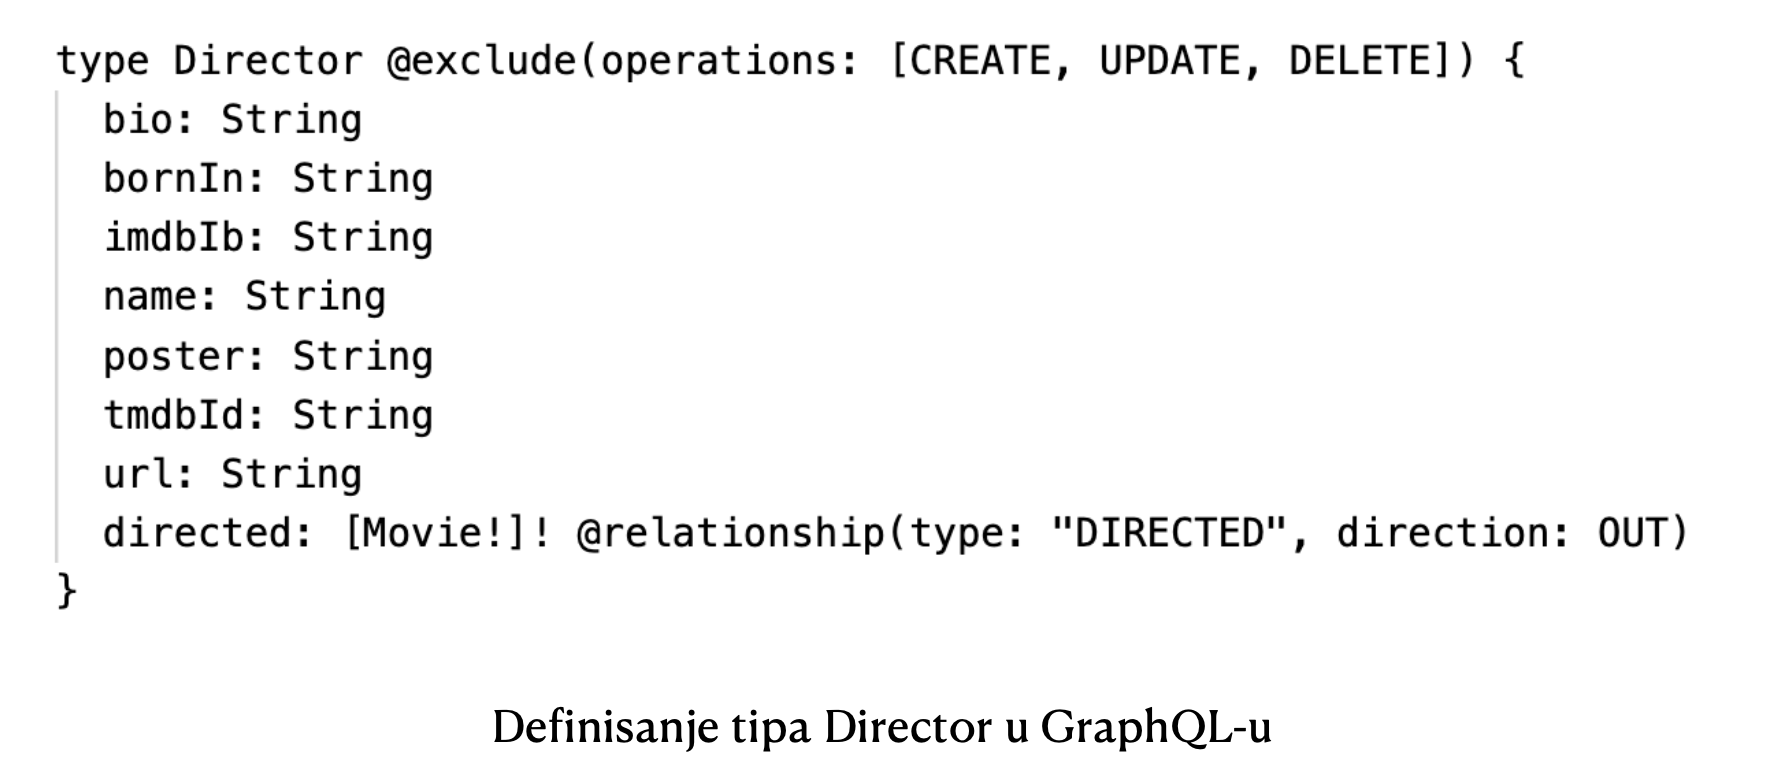 type Director @exclude(operations: [CREATE, UPDATE, DELETE]) {
bio: String
bornIn: String
imdbIb: String
name: String
poster: String
tmdbId: String
url: String
directed: [Movie!]! @relationship(type: "DIRECTED", direction: OUT)
}
Definisanje tipa Director u GraphQL-u